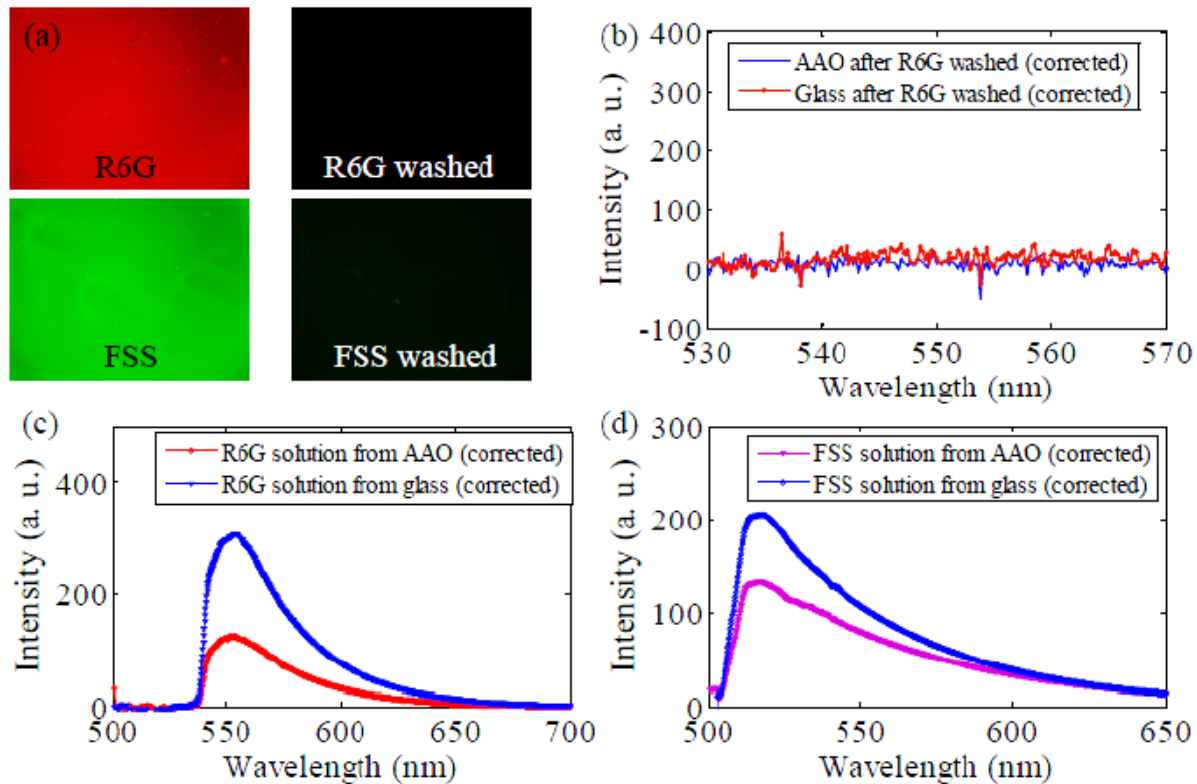 (a)
R6G
R6G washed
FSS
FSS washed
(b)
400
300
200
100
0
-100
530
540
550
560
570
Intensity (a. u.)
Wavelength (nm)
AAO after R6G washed (corrected)
Glass after R6G washed (corrected)
(c)
400
200
0
500
550
600
650
700
Intensity (a. u.)
Wavelength (nm)
R6G solution from AAO (corrected)
R6G solution from glass (corrected)
(d)
300
200
100
0
500
550
600
650
Intensity (a. u.)
Wavelength (nm)
FSS solution from AAO (corrected)
FSS solution from glass (corrected)